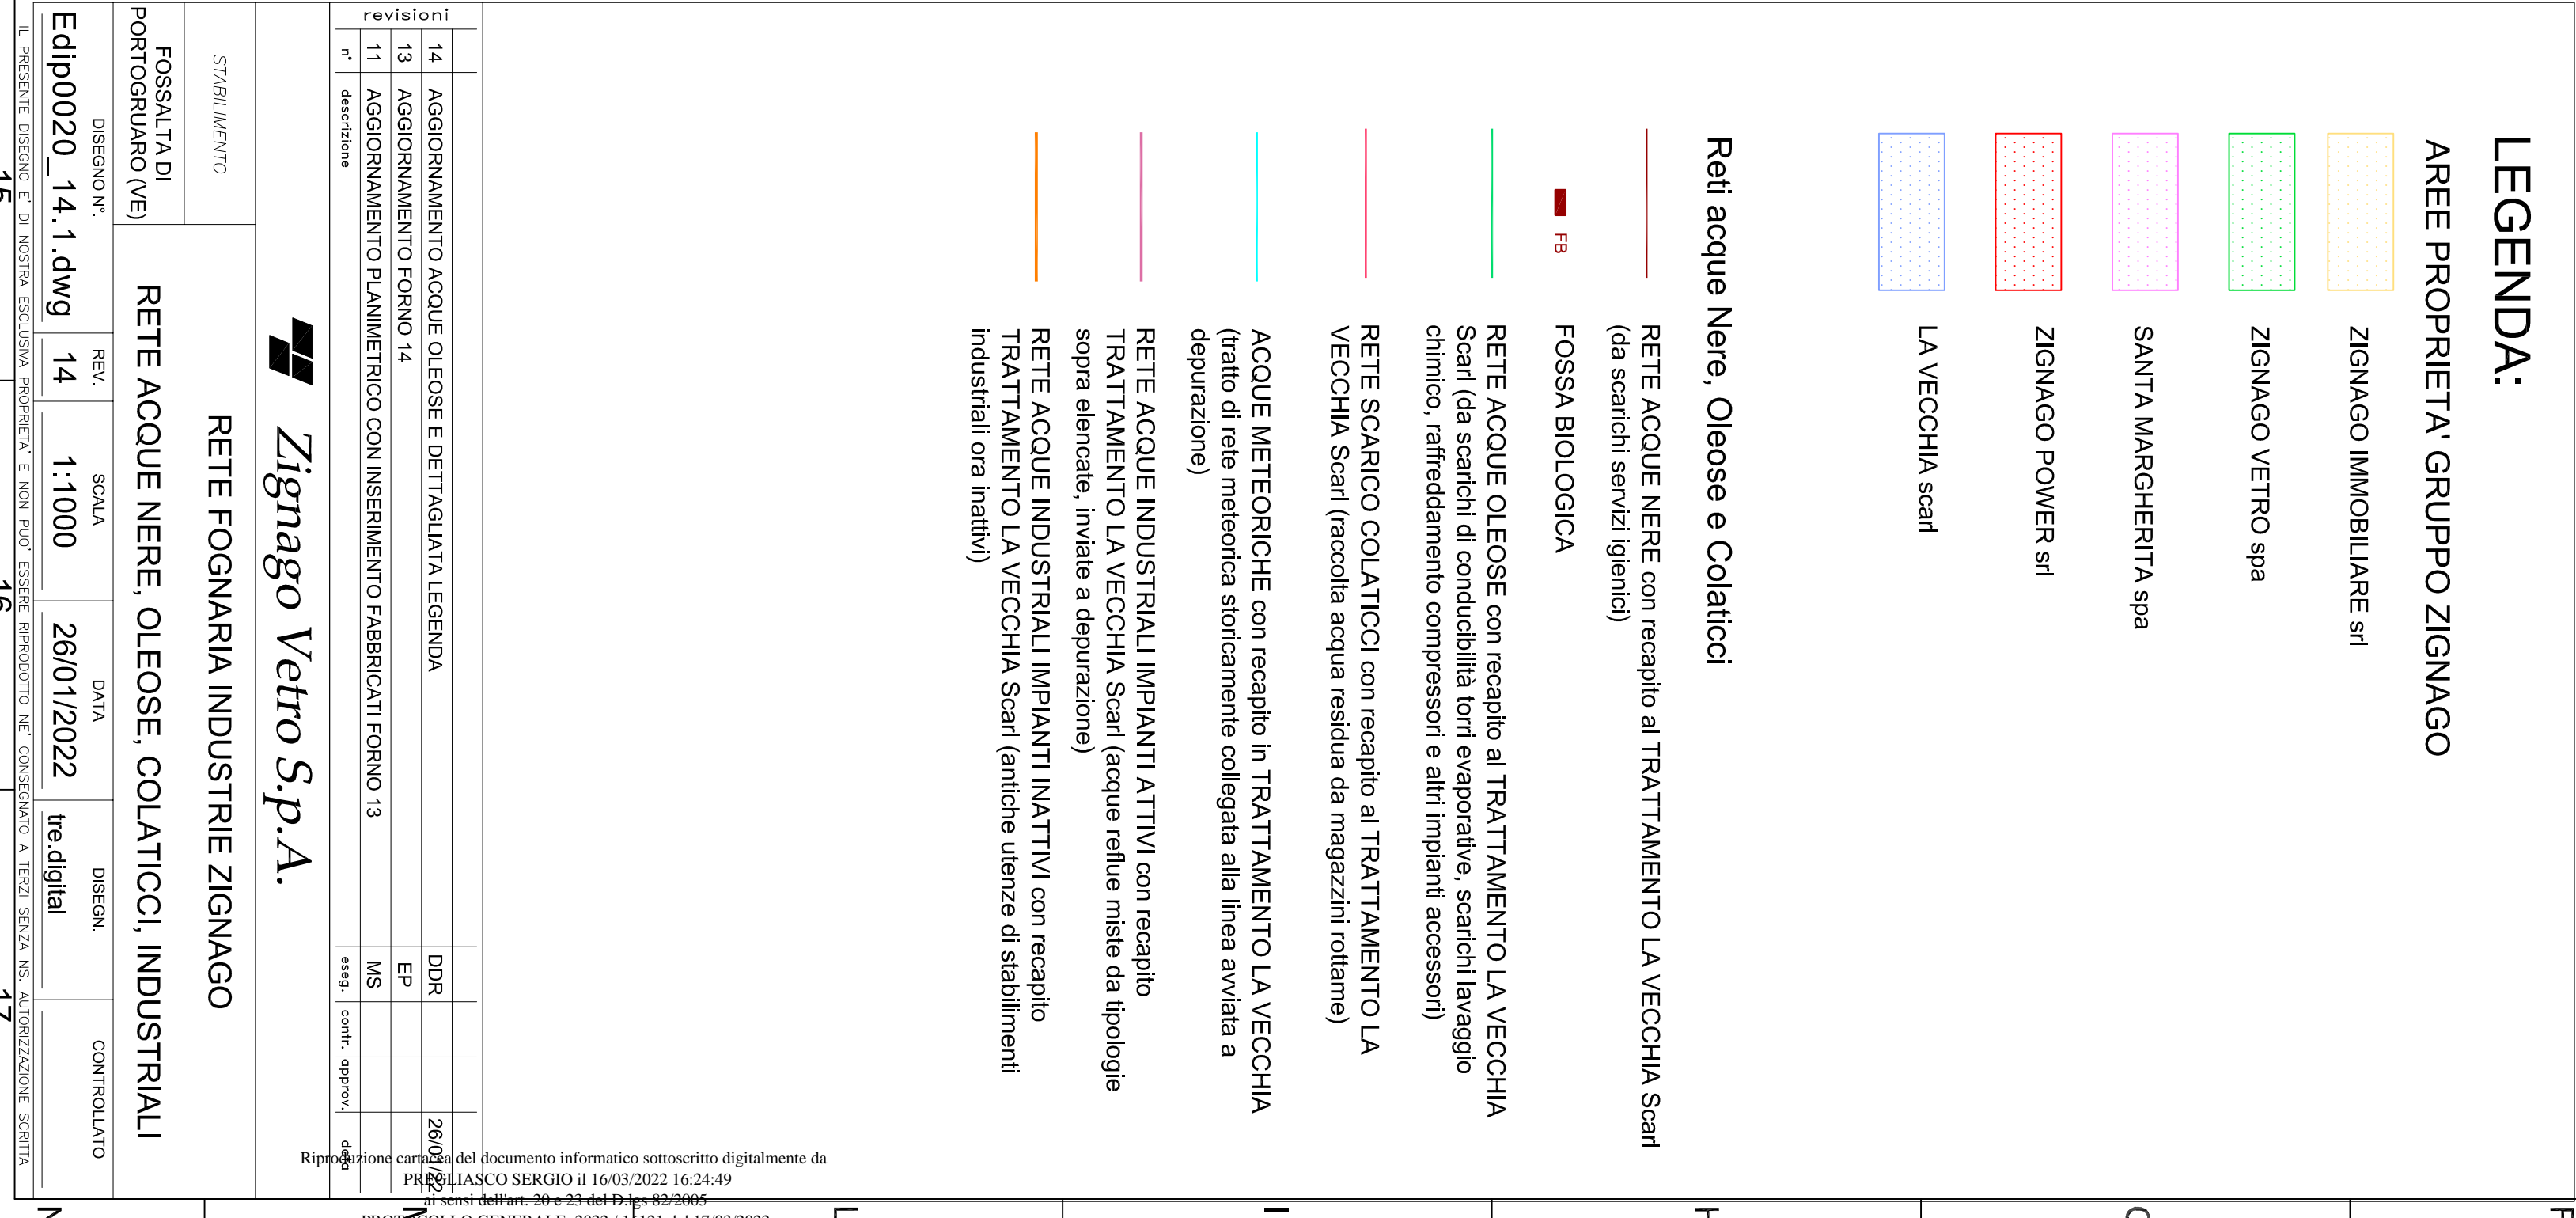 LEGENDA:
AREE PROPRIETA' GRUPPO ZIGNAGO
ZIGNAGO IMMOBILIARE srl
ZIGNAGO VETRO spa
SANTA MARGHERITA spa
ZIGNAGO POWER srl
LA VECCHIA scarl
Reti acque Nere, Oleose e Colaticci
RETE ACQUE NERE con recapito al TRATTAMENTO LA VECCHIA Scarl
(da scarichi servizi igienici)
FB
FOSSA BIOLOGICA
RETE ACQUE OLEOSE con recapito al TRATTAMENTO LA VECCHIA
Scarl (da scarichi di conducibilità torri evaporative, scarichi lavaggio
chimico, raffreddamento compressori e altri impianti accessori)
RETE SCARICO COLATICCI con recapito al TRATTAMENTO LA
VECCHIA Scarl (raccolta acqua residua da magazzini rottame)
ACQUE METEORICHE con recapito in TRATTAMENTO LA VECCHIA
(tratto di rete meteorica storicamente collegata alla linea avviata a
depurazione)
RETE ACQUE INDUSTRIALI IMPIANTI ATTIVI con recapito
TRATTAMENTO LA VECCHIA Scarl (acque reflue miste da tipologie
sopra elencate, inviate a depurazione)
RETE ACQUE INDUSTRIALI IMPIANTI INATTIVI con recapito
TRATTAMENTO LA VECCHIA Scarl (antiche utenze di stabilimenti
industriali ora inattivi)
revisioni
14 AGGIORNAMENTO ACQUE OLEOSE E DETTAGLIATA LEGENDA DDR 26/01/22
13 AGGIORNAMENTO FORNO 14 EP
11 AGGIORNAMENTO PLANIMETRICO CON INSERIMENTO FABBRICATI FORNO 13 MS
n° descrizione eseg. contr. approv. data
Zignago Vetro S.p.A.
STABILIMENTO
FOSSALTA DI
PORTOGRUARO (VE)
RETE FOGNARIA INDUSTRIE ZIGNAGO
RETE ACQUE NERE, OLEOSE, COLATICCI, INDUSTRIALI
DISEGNO N°. REV. SCALA DATA DISEGN. CONTROLLATO
Edip0020_14.1.dwg 14 1:1000 26/01/2022 tre.digital
IL PRESENTE DISEGNO E' DI NOSTRA ESCLUSIVA PROPRIETA' E NON PUO' ESSERE RIPRODOTTO NE' CONSEGNATO A TERZI SENZA NS. AUTORIZZAZIONE SCRITTA
15 16 17
Riproduzione cartacea del documento informatico sottoscritto digitalmente da
PREGLIASCO SERGIO il 16/03/2022 16:24:49
ai sensi dell'art. 20 e 23 del D.lgs 82/2005